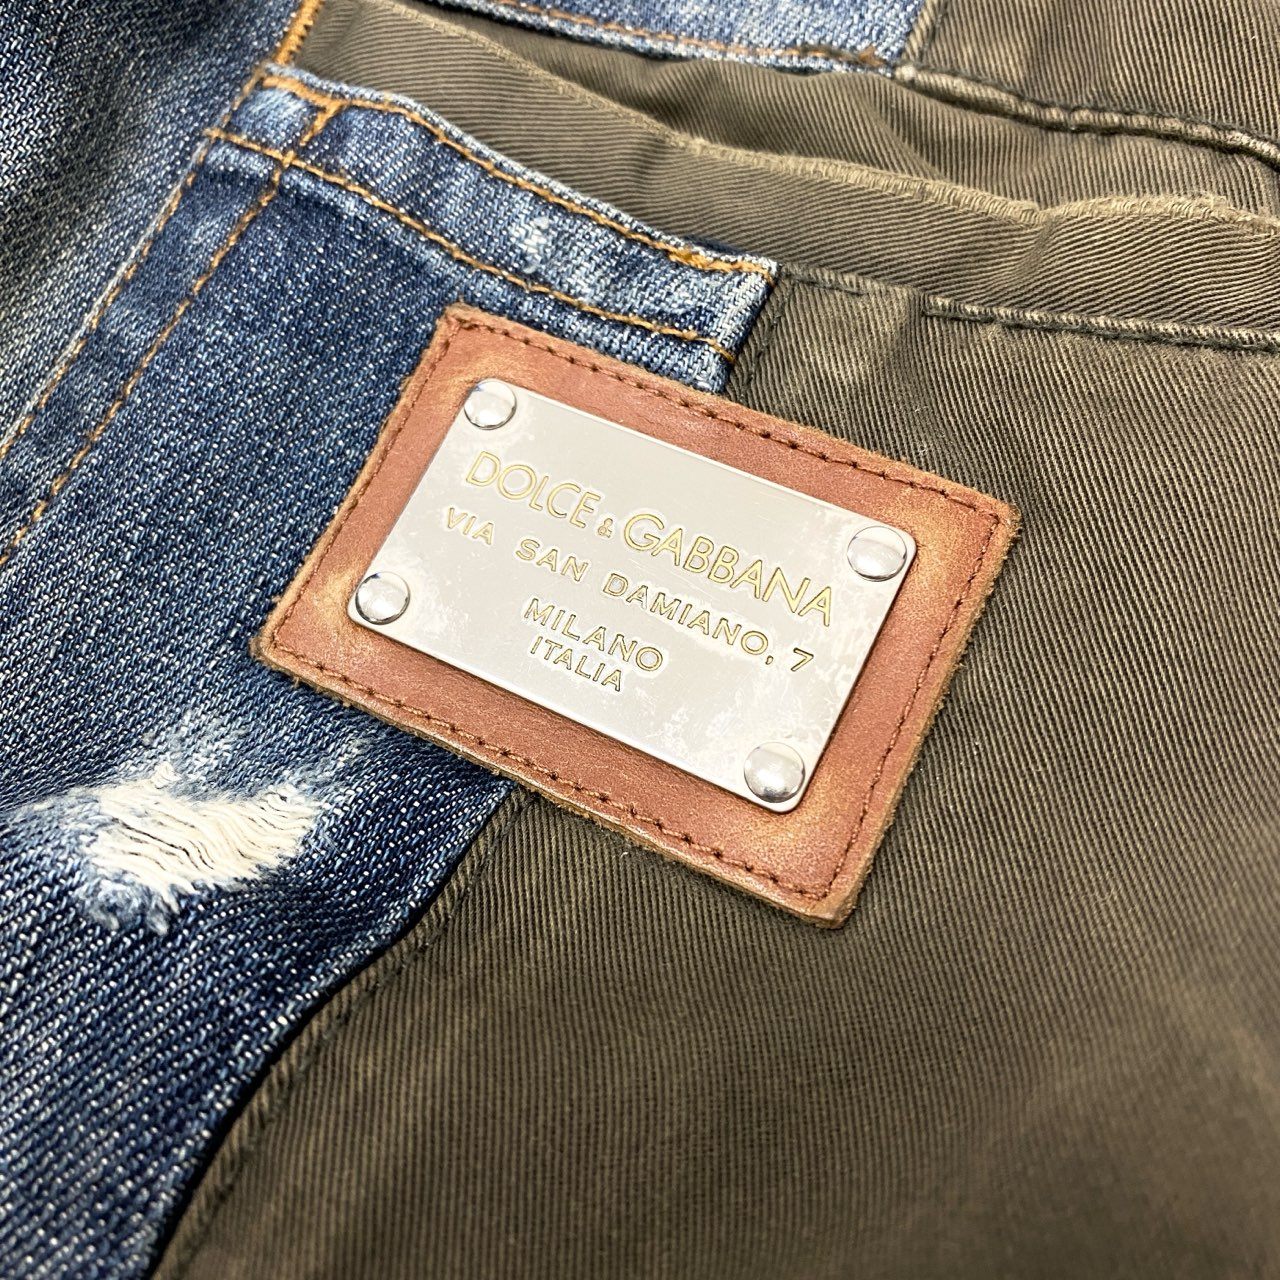 DOLCE & GABBANA
VIA SAN DAMIANO, 7
MILANO
ITALIA